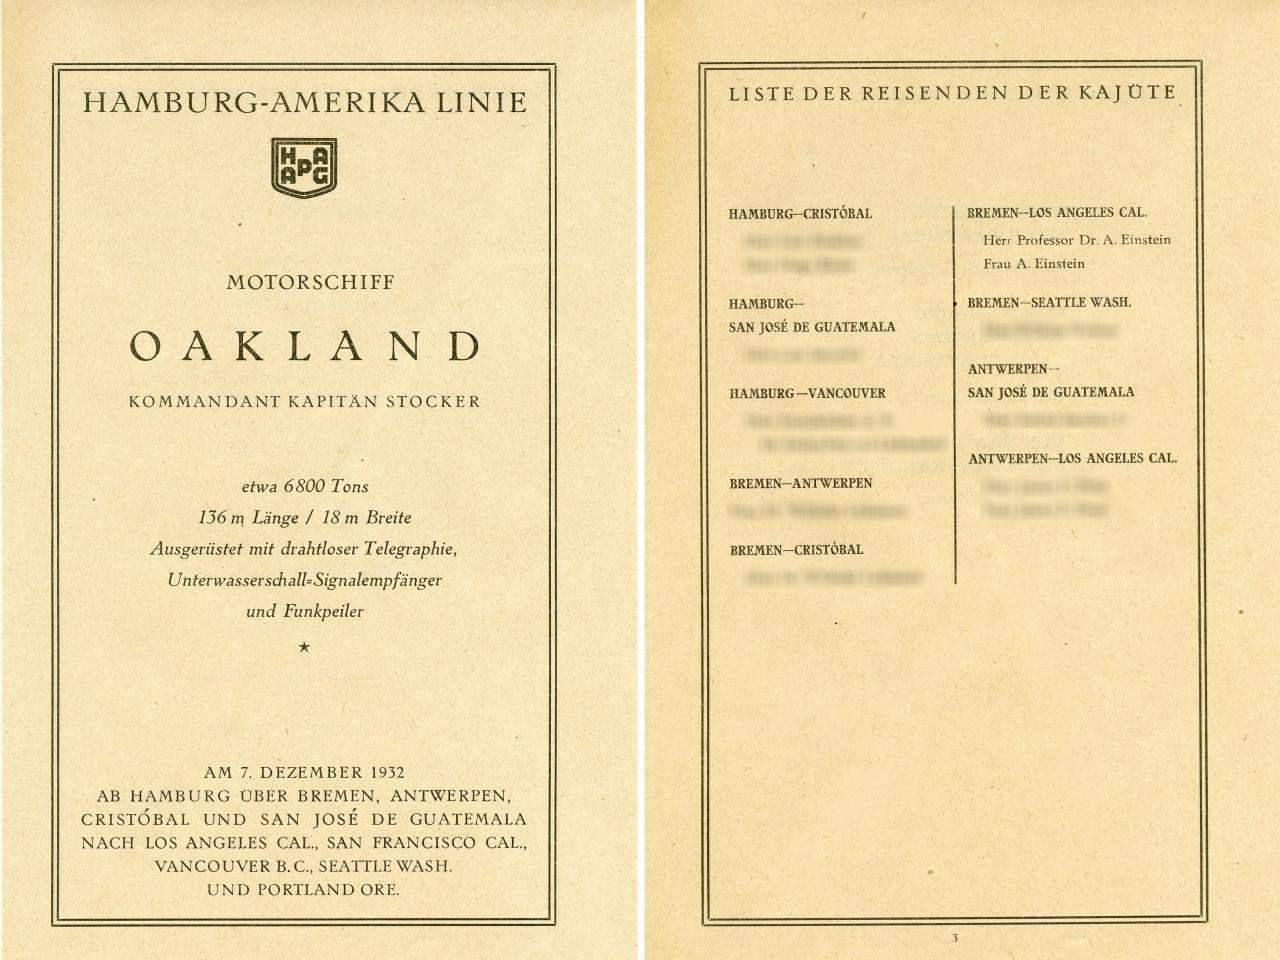 HAMBURG-AMERIKA LINIE
H A
P
A G
MOTORSCHIFF
OAKLAND
KOMMANDANT KAPITÄN STOCKER
etwa 6800 Tons
136 m Länge / 18 m Breite
Ausgerüstet mit drahtloser Telegraphie,
Unterwasserschall=Signalempfänger
und Funkpeiler
★
AM 7. DEZEMBER 1932
AB HAMBURG ÜBER BREMEN, ANTWERPEN,
CRISTÓBAL UND SAN JOSÉ DE GUATEMALA
NACH LOS ANGELES CAL., SAN FRANCISCO CAL.,
VANCOUVER B.C., SEATTLE WASH.
UND PORTLAND ORE.
LISTE DER REISENDEN DER KAJÜTE
HAMBURG—CRISTÓBAL
HAMBURG—
SAN JOSÉ DE GUATEMALA
HAMBURG—VANCOUVER
BREMEN—ANTWERPEN
BREMEN—CRISTÓBAL
BREMEN—LOS ANGELES CAL.
Herr Professor Dr. A. Einstein
Frau A. Einstein
BREMEN—SEATTLE WASH.
ANTWERPEN—
SAN JOSÉ DE GUATEMALA
ANTWERPEN—LOS ANGELES CAL.
3